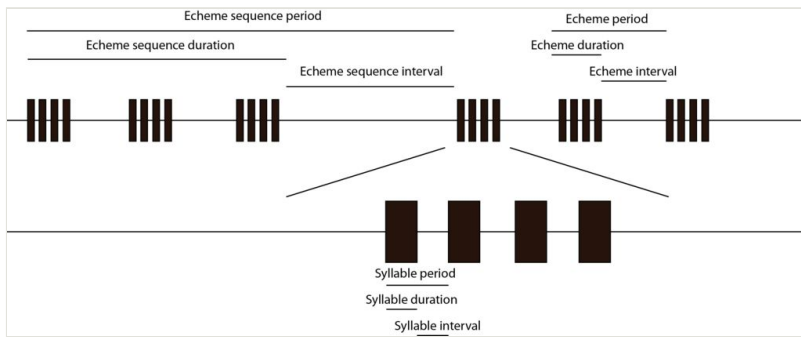 Echeme sequence period
Echeme sequence duration
Echeme sequence interval
Echeme period
Echeme duration
Echeme interval
Syllable period
Syllable duration
Syllable interval